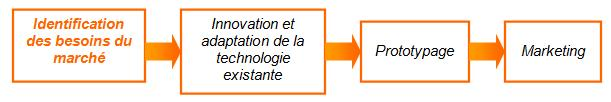 Identification
des besoins du
marché
Innovation et
adaptation de la
technologie
existante
Prototypage
Marketing